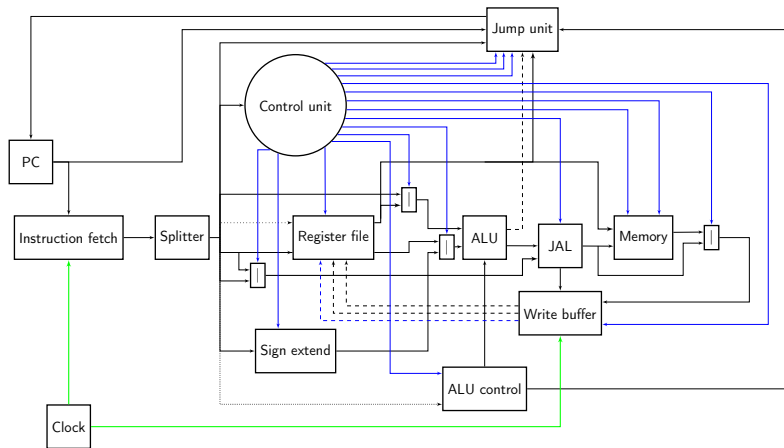 Jump unit
Control unit
PC
Instruction fetch
Splitter
Register file
ALU
JAL
Memory
Write buffer
Sign extend
ALU control
Clock